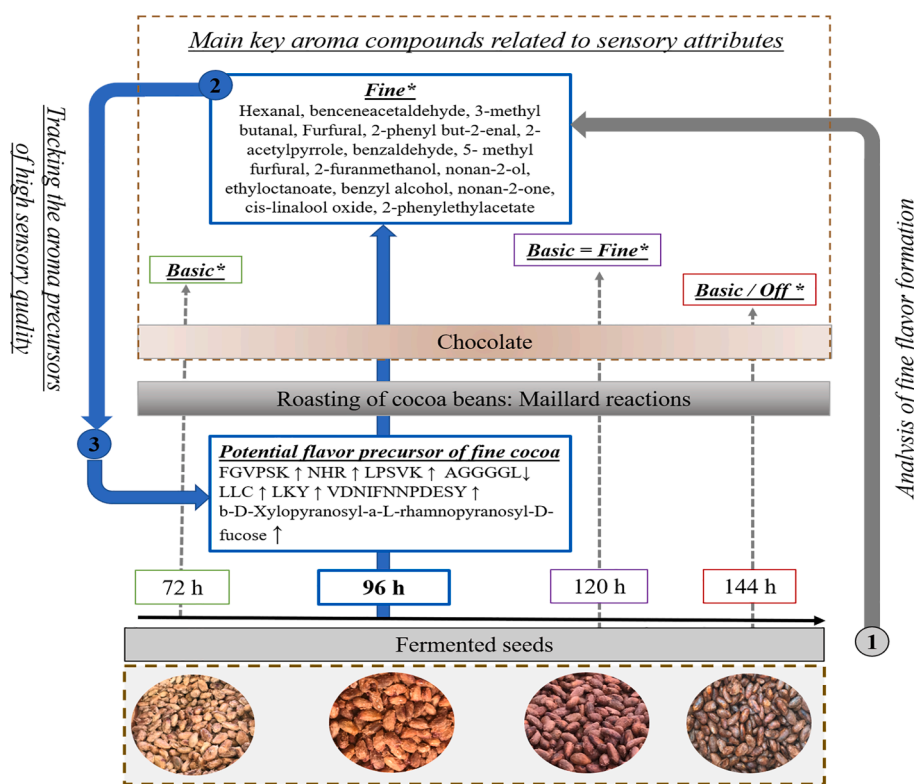 Main key aroma compounds related to sensory attributes
2
Fine*
Hexanal, benceneacetaldehyde, 3-methyl
butanal, Furfural, 2-phenyl but-2-enal, 2-
acetylpyrrole, benzaldehyde, 5- methyl
furfural, 2-furanmethanol, nonan-2-ol,
ethyloctanoate, benzyl alcohol, nonan-2-one,
cis-linalool oxide, 2-phenylethylacetate
Tracking the aroma precursors
of high sensory quality
Analysis of fine flavor formation
Basic*
Basic = Fine*
Basic / Off *
Chocolate
Roasting of cocoa beans: Maillard reactions
3
Potential flavor precursor of fine cocoa
FGVPSK ↑ NHR ↑ LPSVK ↑ AGGGGL↓
LLC ↑ LKY ↑ VDNIFNNPDESY ↑
b-D-Xylopyranosyl-a-L-rhamnopyranosyl-D-
fucose ↑
72 h
96 h
120 h
144 h
Fermented seeds
1